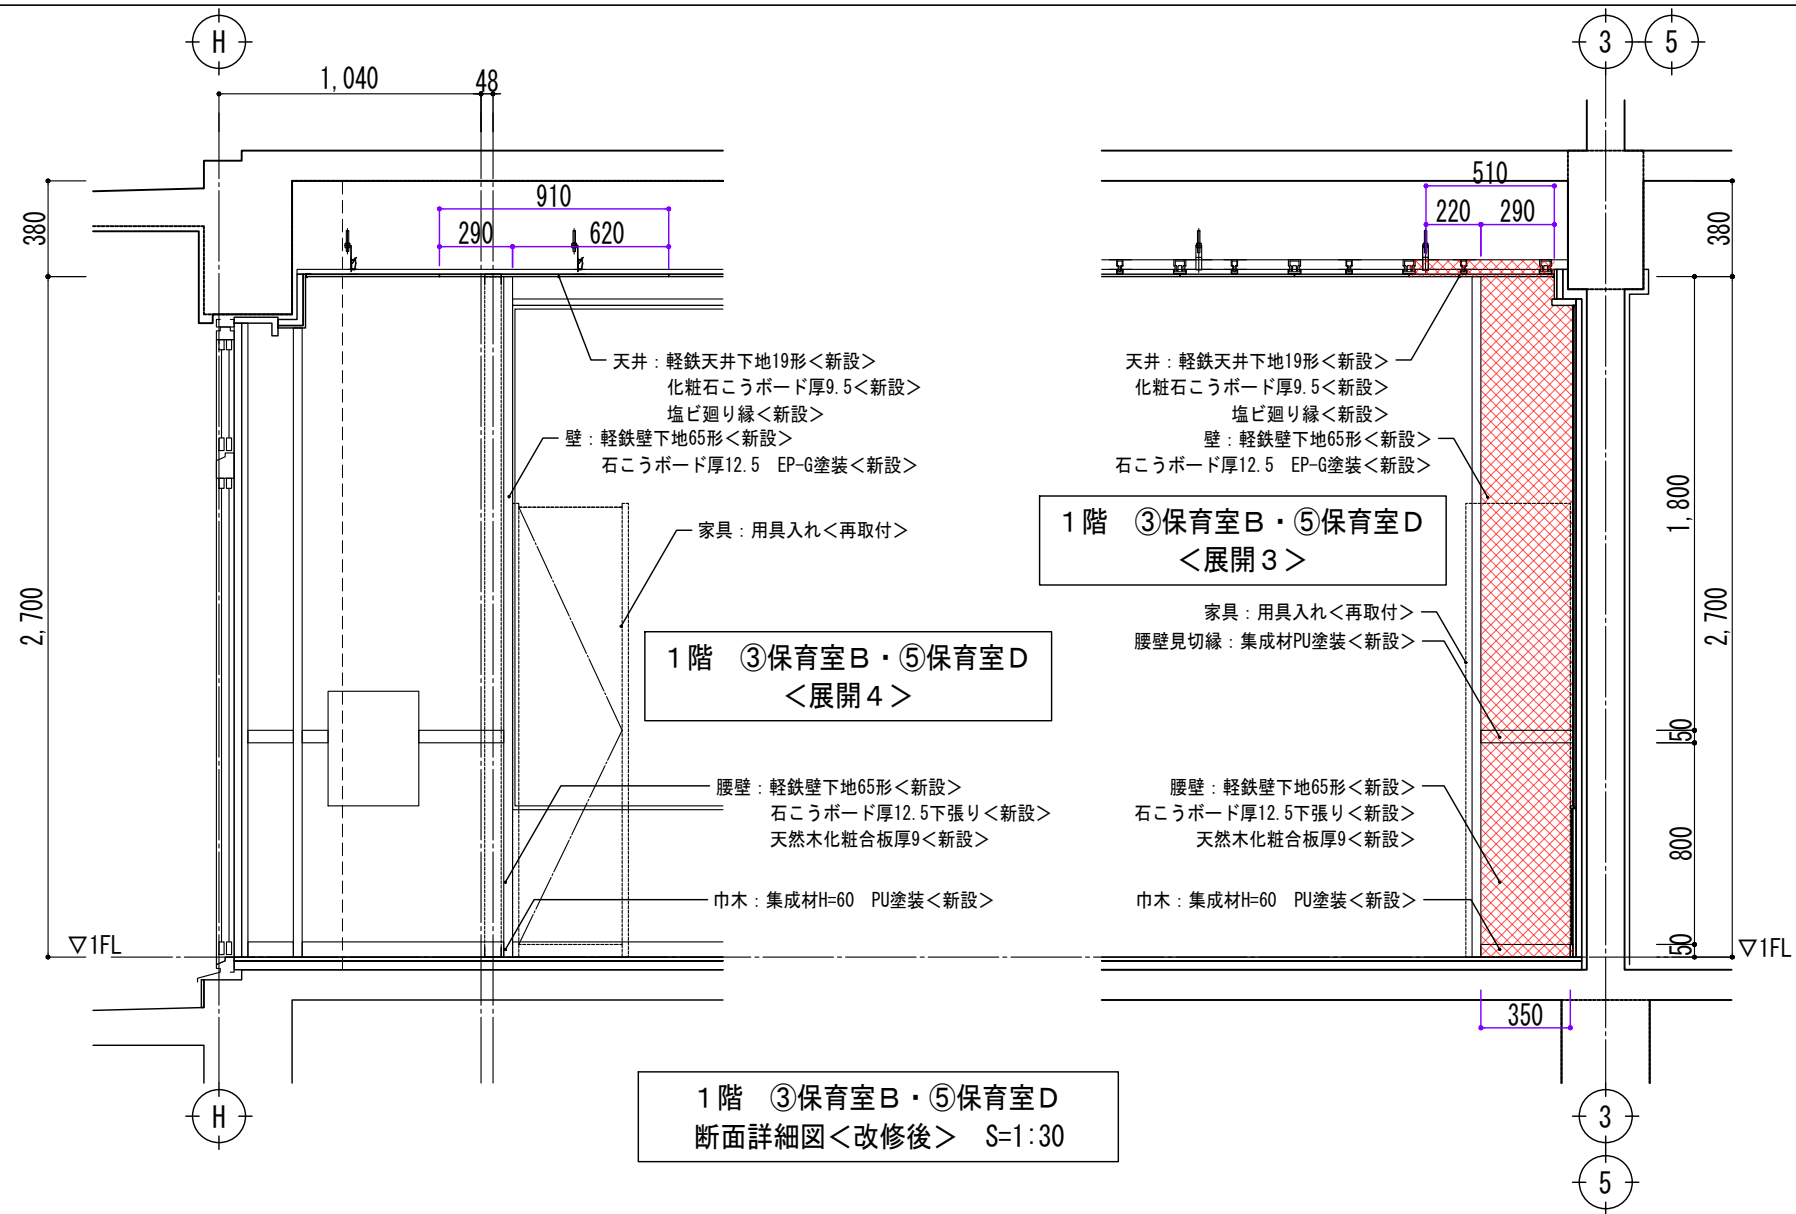 H
3
5
1,040
48
910
290
620
510
220
290
380
380
天井：軽鉄天井下地19形＜新設＞
化粧石こうボード厚9.5＜新設＞
塩ビ廻り縁＜新設＞
壁：軽鉄壁下地65形＜新設＞
石こうボード厚12.5　EP-G塗装＜新設＞
家具：用具入れ＜再取付＞
天井：軽鉄天井下地19形＜新設＞
化粧石こうボード厚9.5＜新設＞
塩ビ廻り縁＜新設＞
壁：軽鉄壁下地65形＜新設＞
石こうボード厚12.5　EP-G塗装＜新設＞
1階　③保育室B・⑤保育室D
＜展開3＞
1,800
2,700
2,700
家具：用具入れ＜再取付＞
腰壁見切縁：集成材PU塗装＜新設＞
1階　③保育室B・⑤保育室D
＜展開4＞
50
腰壁：軽鉄壁下地65形＜新設＞
石こうボード厚12.5下張り＜新設＞
天然木化粧合板厚9＜新設＞
巾木：集成材H=60　PU塗装＜新設＞
腰壁：軽鉄壁下地65形＜新設＞
石こうボード厚12.5下張り＜新設＞
天然木化粧合板厚9＜新設＞
巾木：集成材H=60　PU塗装＜新設＞
800
50
▽1FL
▽1FL
350
1階　③保育室B・⑤保育室D
断面詳細図＜改修後＞　S=1:30
H
3
5